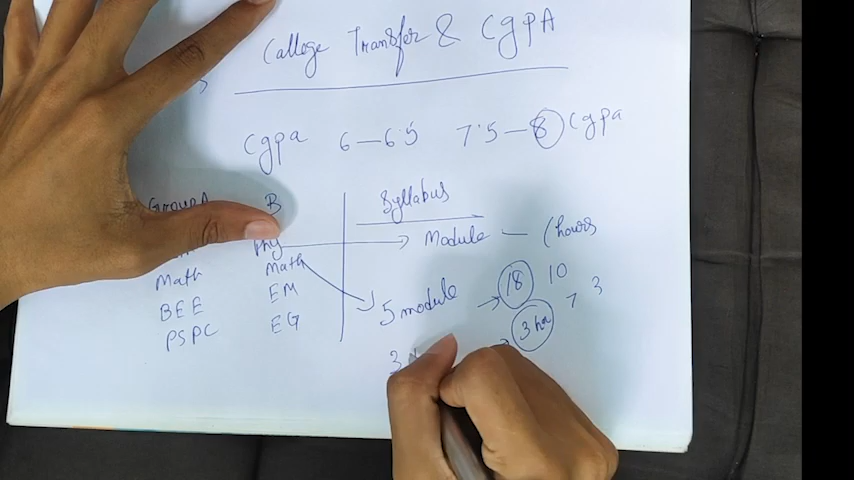 College Transfer & CgpA
Cgpa 6 — 6.5 7.5 — 8 Cgpa
Group A B
Syllabus
Phy Module — (hours
Math Math
5 module 18 10
BEE EM
7 3
3 hr
PSPC EG
3